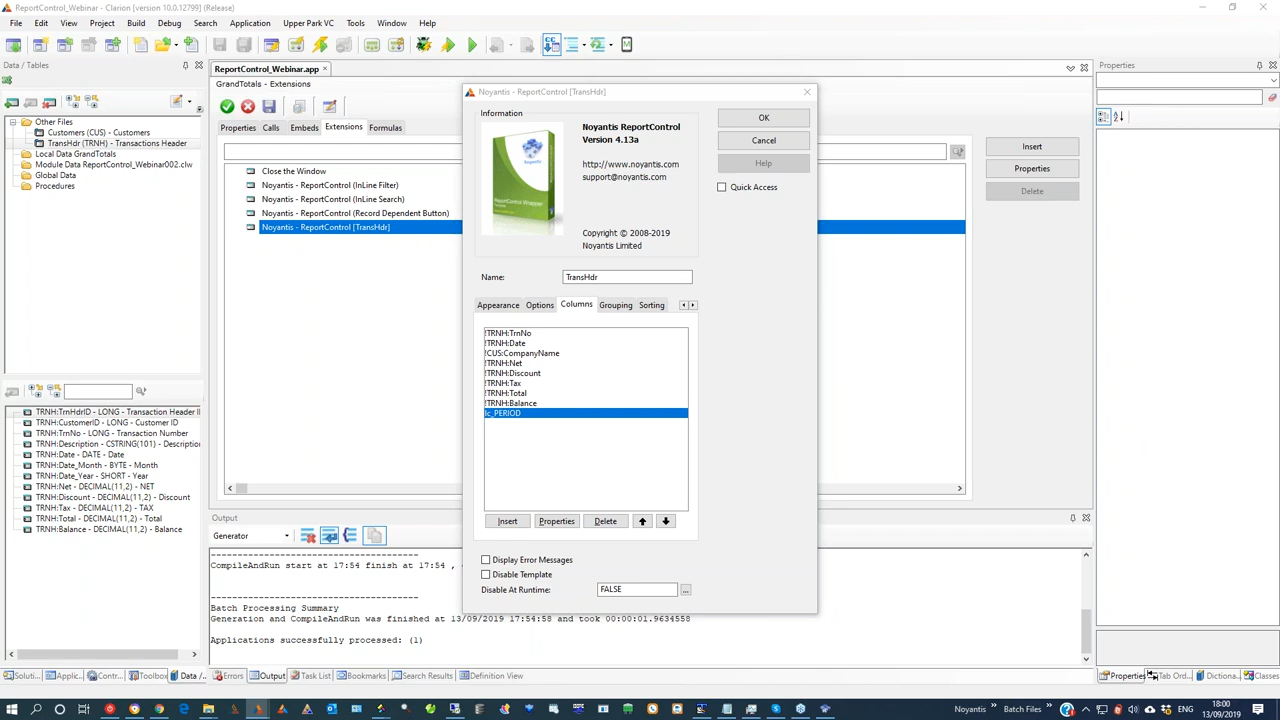 ReportControl_Webinar - Clarion (version 10.0.12799) (Release)
File Edit View Project Build Debug Search Application Upper Park VC Tools Window Help
Data / Tables
ReportControl_Webinar.app
GrandTotals - Extensions
Properties Calls Embeds Extensions Formulas
Other Files
Customers (CUS) - Customers
TransHdr (TRNH) - Transactions Header
Local Data GrandTotals
Module Data ReportControl_Webinar002.clw
Global Data
Procedures
Close the Window
Noyantis - ReportControl (InLine Filter)
Noyantis - ReportControl (InLine Search)
Noyantis - ReportControl (Record Dependent Button)
Noyantis - ReportControl [TransHdr]
Insert
Properties
Delete
Properties
Noyantis - ReportControl [TransHdr]
Information
Noyantis ReportControl
Version 4.13a
http://www.noyantis.com
support@noyantis.com
Copyright © 2008-2019
Noyantis Limited
OK
Cancel
Help
Quick Access
Name: TransHdr
Appearance Options Columns Grouping Sorting
!TRNH:TrnNo
!TRNH:Date
!CUS:CompanyName
!TRNH:Net
!TRNH:Discount
!TRNH:Tax
!TRNH:Total
!TRNH:Balance
lc_PERIOD
Insert Properties Delete
Display Error Messages
Disable Template
Disable At Runtime: FALSE ...
TRNH:TrnHdrID - LONG - Transaction Header I
TRNH:CustomerID - LONG - Customer ID
TRNH:TrnNo - LONG - Transaction Number
TRNH:Description - CSTRING(101) - Descriptio
TRNH:Date - DATE - Date
TRNH:Date_Month - BYTE - Month
TRNH:Date_Year - SHORT - Year
TRNH:Net - DECIMAL(11,2) - NET
TRNH:Discount - DECIMAL(11,2) - Discount
TRNH:Tax - DECIMAL(11,2) - TAX
TRNH:Total - DECIMAL(11,2) - Total
TRNH:Balance - DECIMAL(11,2) - Balance
Output
Generator
CompileAndRun start at 17:54 finish at 17:54 ,
----------------------------------------
Batch Processing Summary
Generation and CompileAndRun was finished at 13/09/2019 17:54:58 and took 00:00:01.9634558
Applications successfully processed: (1)
Soluti... Applic... Contr... Toolbox Data /... Errors Output Task List Bookmarks Search Results Definition View Properties Tab Ord... Dictiona... Classes
Noyantis Batch Files ENG 18:00
13/09/2019